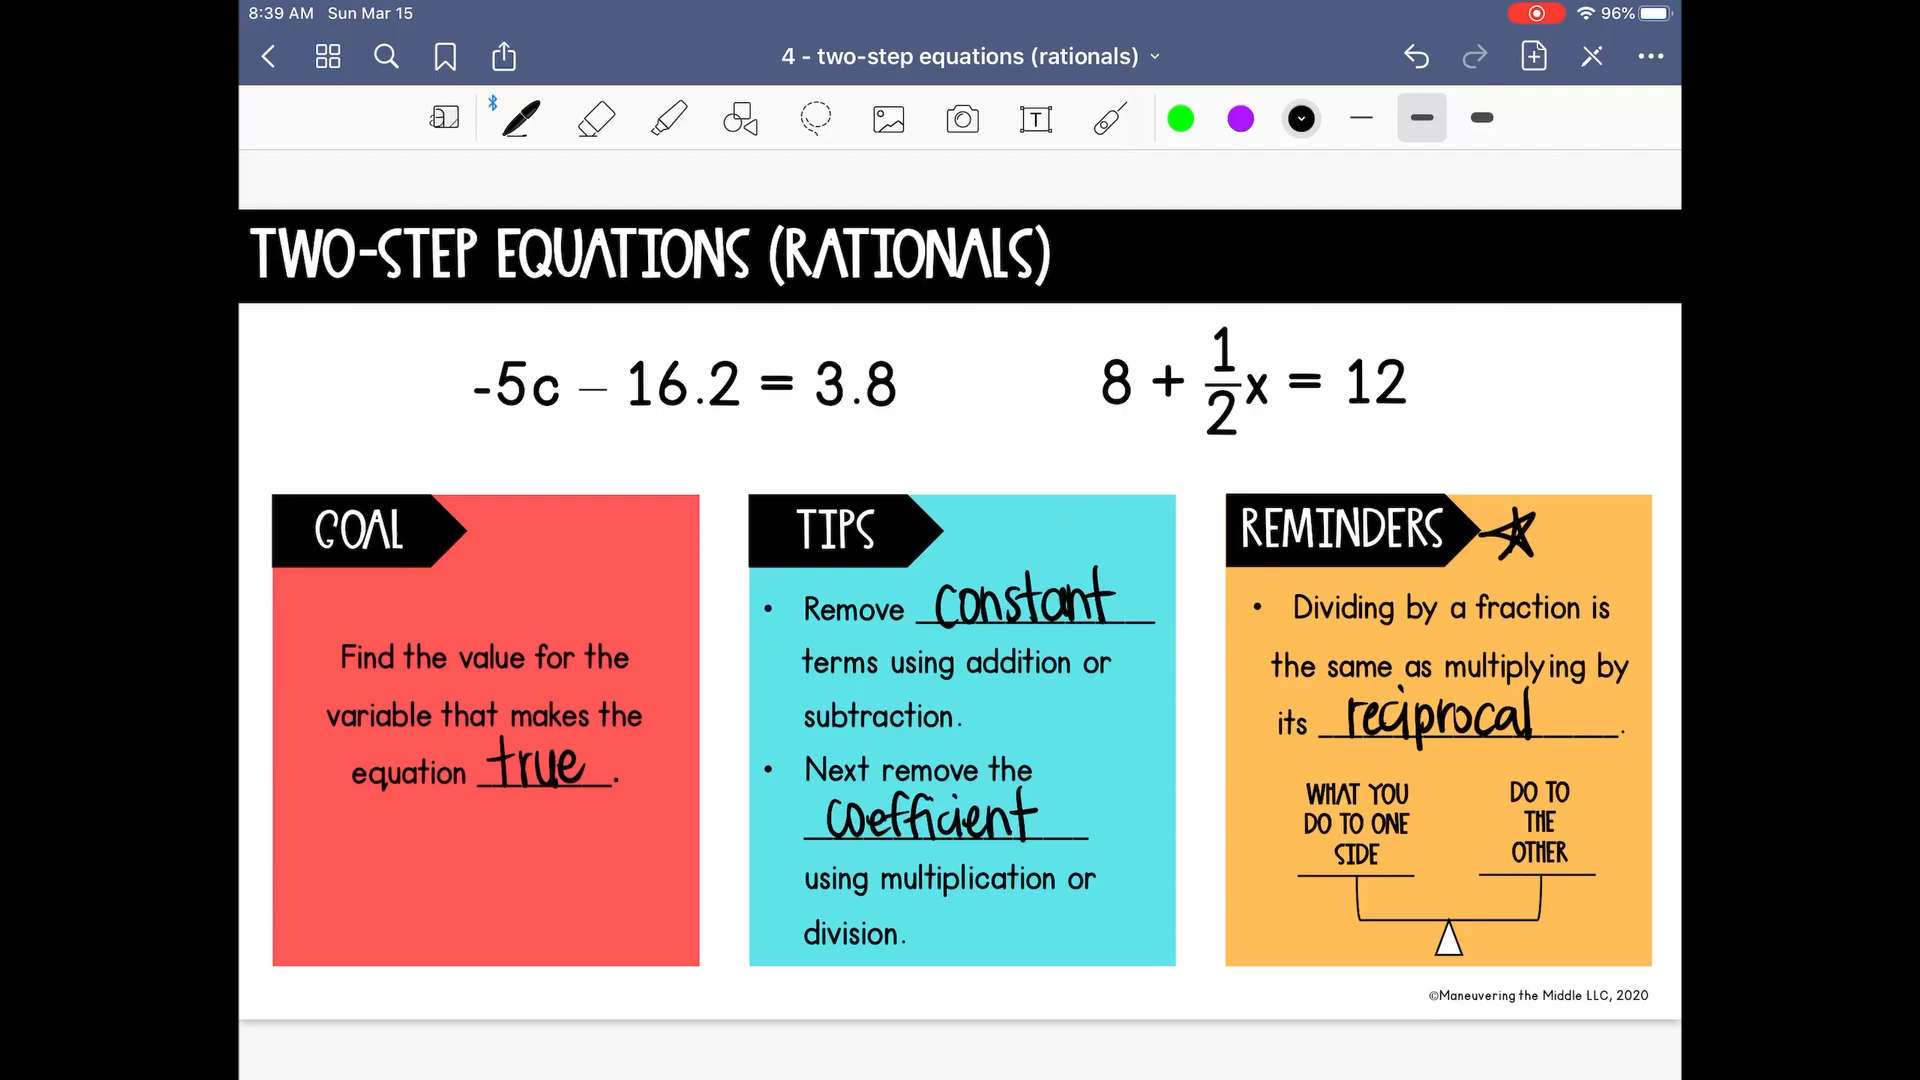 8:39 AM Sun Mar 15
96%
4 - two-step equations (rationals)
TWO-STEP EQUATIONS (RATIONALS)
-5c – 16.2 = 3.8
8 + 1/2x = 12
GOAL
Find the value for the
variable that makes the
equation true.
TIPS
• Remove constant
terms using addition or
subtraction.
• Next remove the
coefficient
using multiplication or
division.
REMINDERS
• Dividing by a fraction is
the same as multiplying by
its reciprocal.
WHAT YOU
DO TO ONE
SIDE
DO TO
THE
OTHER
©Maneuvering the Middle LLC, 2020